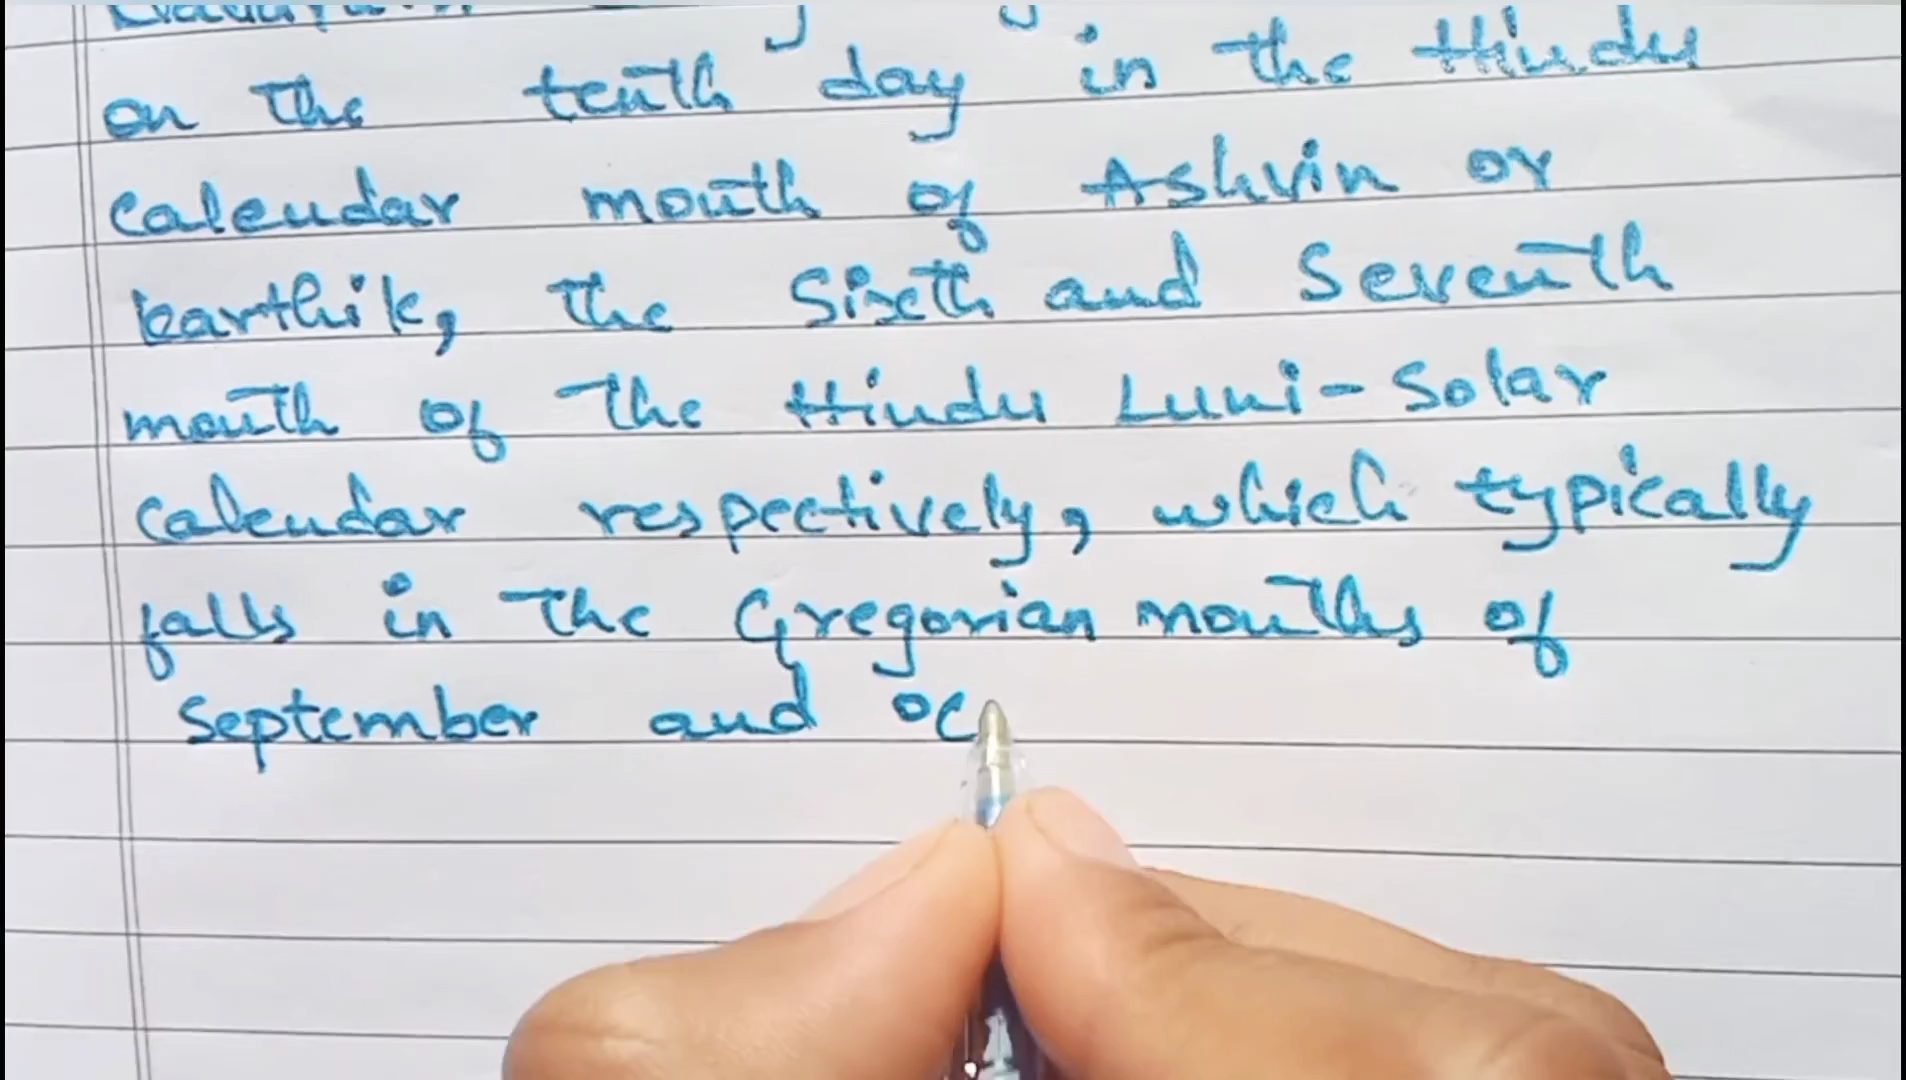 on the tenth day in the Hindu
calendar month of Ashvin or
karthik, the Sixth and Seventh
month of the Hindu Luni-Solar
calendar respectively, which typically
falls in the Gregorian months of
September and oc